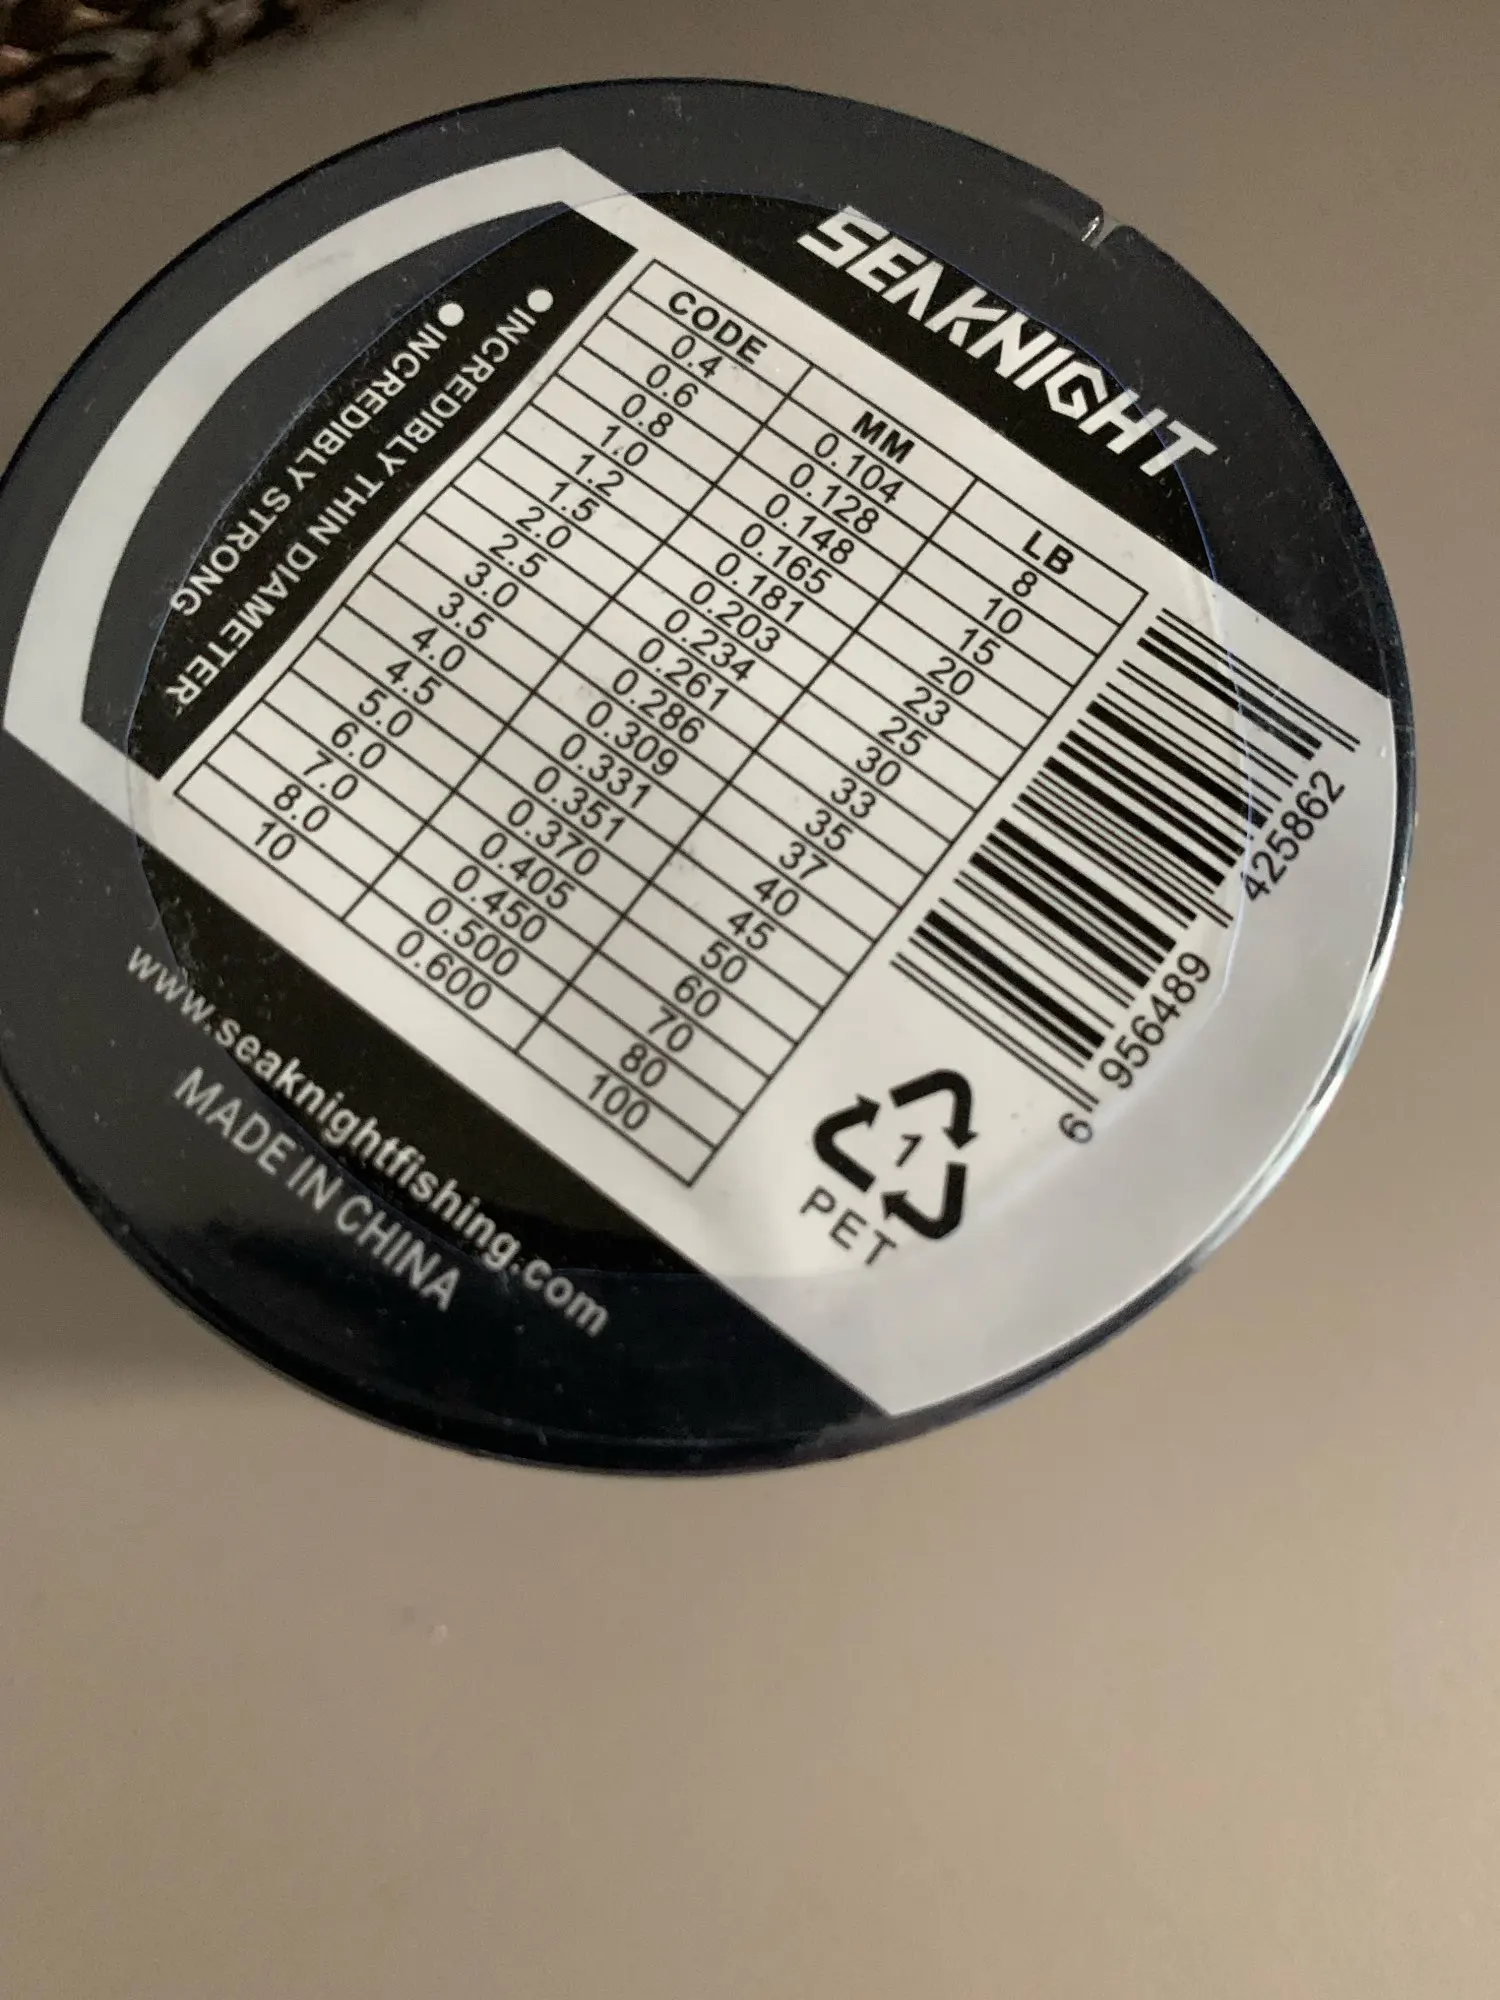 SEAKNIGHT
CODE MM LB
0.4 0.104 8
0.6 0.128 10
0.8 0.148 15
1.0 0.165 20
1.2 0.181 23
1.5 0.203 25
2.0 0.234 30
2.5 0.261 33
3.0 0.286 35
3.5 0.309 37
4.0 0.331 40
4.5 0.351 45
5.0 0.370 50
6.0 0.405 60
7.0 0.450 70
8.0 0.500 80
10 0.600 100
● INCREDIBLY THIN DIAMETER
● INCREDIBLY STRONG
6 956489 425862
1
PET
www.seaknightfishing.com
MADE IN CHINA